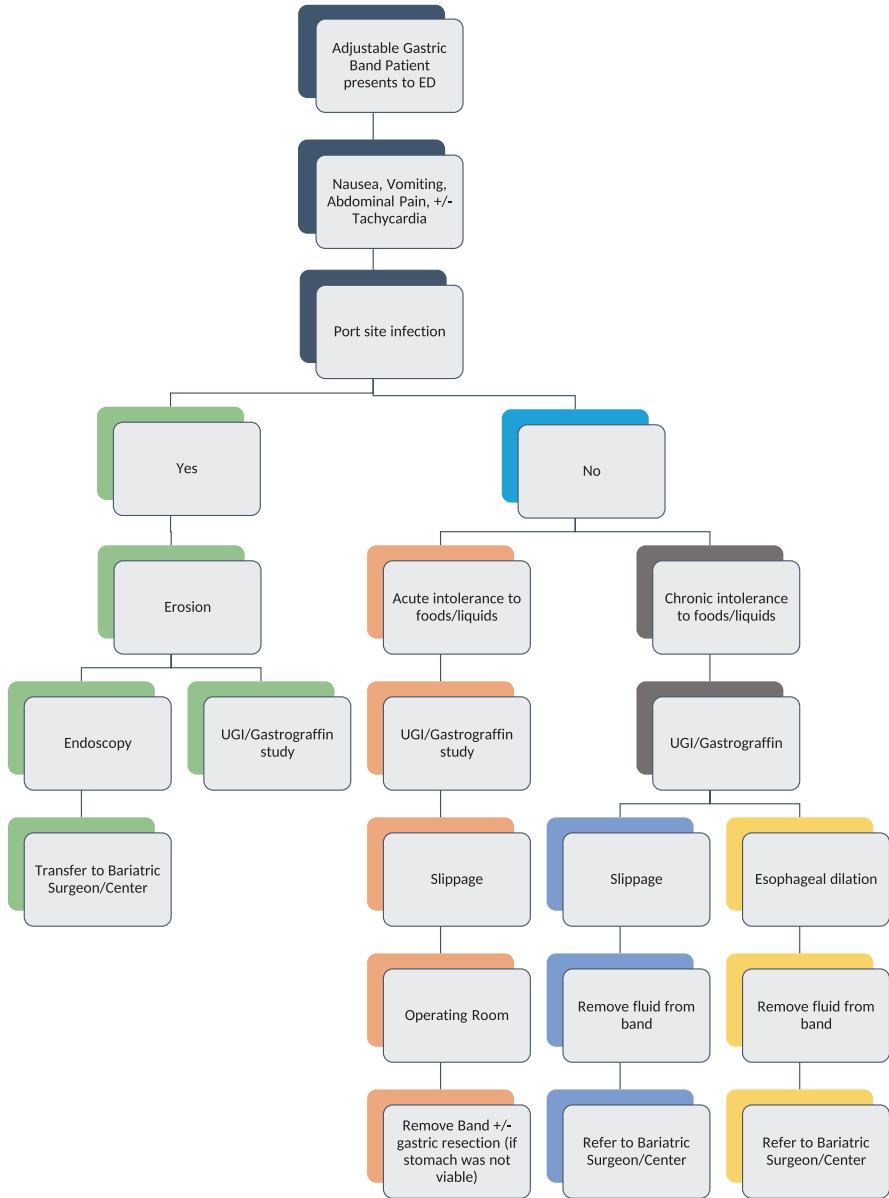 Adjustable Gastric
Band Patient
presents to ED
Nausea, Vomiting,
Abdominal Pain, +/-
Tachycardia
Port site infection
Yes
No
Erosion
Acute intolerance to
foods/liquids
Chronic intolerance
to foods/liquids
Endoscopy
UGI/Gastrograffin
study
UGI/Gastrograffin
study
UGI/Gastrograffin
Transfer to Bariatric
Surgeon/Center
Slippage
Slippage
Esophageal dilation
Operating Room
Remove fluid from
band
Remove fluid from
band
Remove Band +/-
gastric resection (if
stomach was not
viable)
Refer to Bariatric
Surgeon/Center
Refer to Bariatric
Surgeon/Center